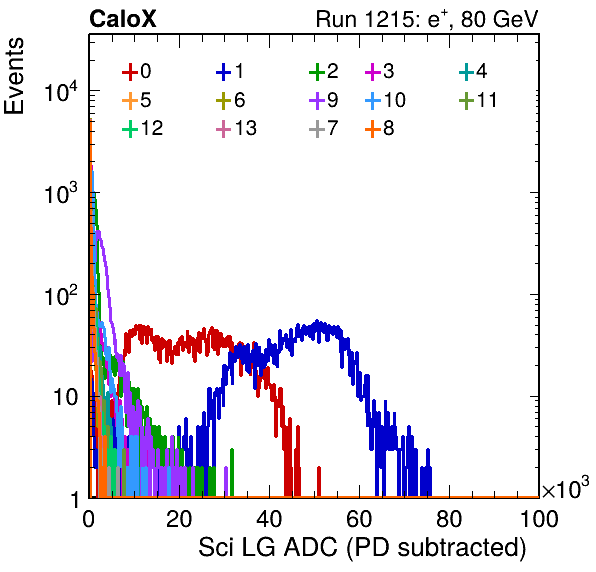 CaloX Run 1215: e⁺, 80 GeV
Events
0 1 2 3 4
5 6 9 10 11
12 13 7 8
10⁴
10³
10²
10
1
0 20 40 60 80 100
×10³
Sci LG ADC (PD subtracted)